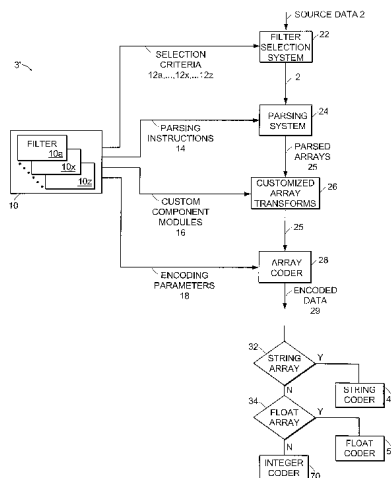 SOURCE DATA 2
3'
FILTER
SELECTION
SYSTEM
22
SELECTION
CRITERIA
12a,...,12x,...12z
2
PARSING
SYSTEM
24
FILTER
10a
10x
10z
10
PARSING
INSTRUCTIONS
14
PARSED
ARRAYS
25
CUSTOMIZED
ARRAY
TRANSFORMS
26
CUSTOM
COMPONENT
MODULES
16
25
ARRAY
CODER
28
ENCODING
PARAMETERS
18
ENCODED
DATA
29
32
STRING
ARRAY
Y
N
STRING
CODER
34
FLOAT
ARRAY
Y
N
FLOAT
CODER
INTEGER
CODER
70